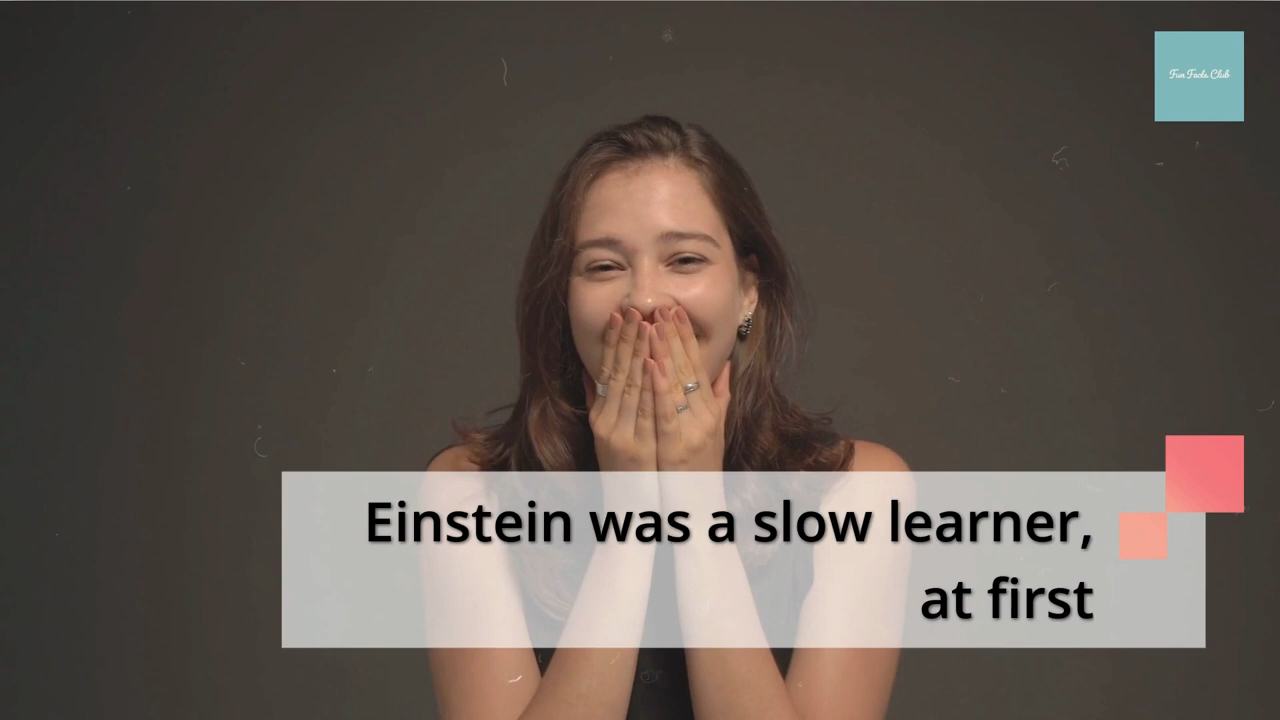 Fun Facts Club
Einstein was a slow learner,
at first